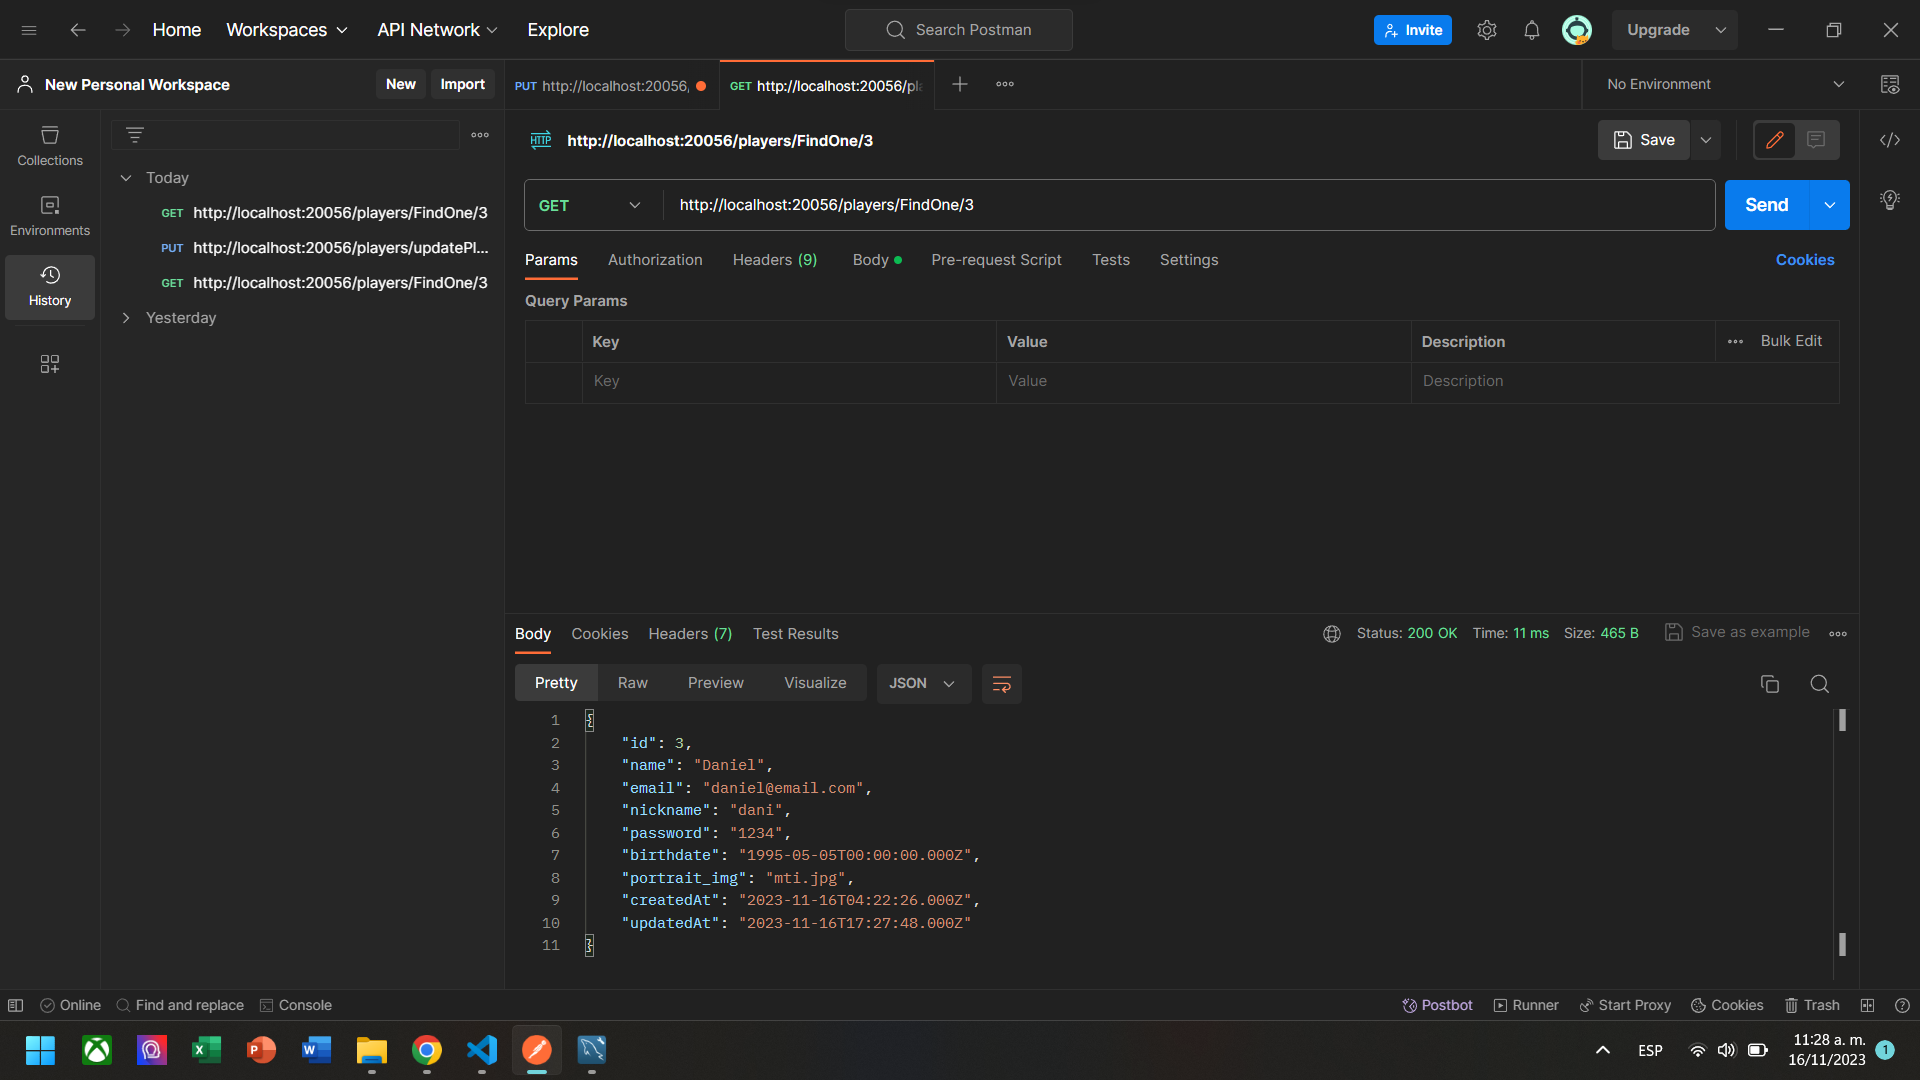 Home Workspaces API Network Explore
Search Postman
Invite
Upgrade
New Personal Workspace New Import
PUT http://localhost:20056,
GET http://localhost:20056/pl
No Environment
Collections
Environments
History
Today
GET http://localhost:20056/players/FindOne/3
PUT http://localhost:20056/players/updatePl...
GET http://localhost:20056/players/FindOne/3
Yesterday
HTTP http://localhost:20056/players/FindOne/3
Save
GET http://localhost:20056/players/FindOne/3
Send
Params Authorization Headers (9) Body Pre-request Script Tests Settings Cookies
Query Params
Key Value Description Bulk Edit
Key Value Description
Body Cookies Headers (7) Test Results
Status: 200 OK Time: 11 ms Size: 465 B Save as example
Pretty Raw Preview Visualize JSON
1 {
2 "id": 3,
3 "name": "Daniel",
4 "email": "daniel@email.com",
5 "nickname": "dani",
6 "password": "1234",
7 "birthdate": "1995-05-05T00:00:00.000Z",
8 "portrait_img": "mti.jpg",
9 "createdAt": "2023-11-16T04:22:26.000Z",
10 "updatedAt": "2023-11-16T17:27:48.000Z"
11 }
Online Find and replace Console
Postbot Runner Start Proxy Cookies Trash
ESP
11:28 a. m.
16/11/2023
1